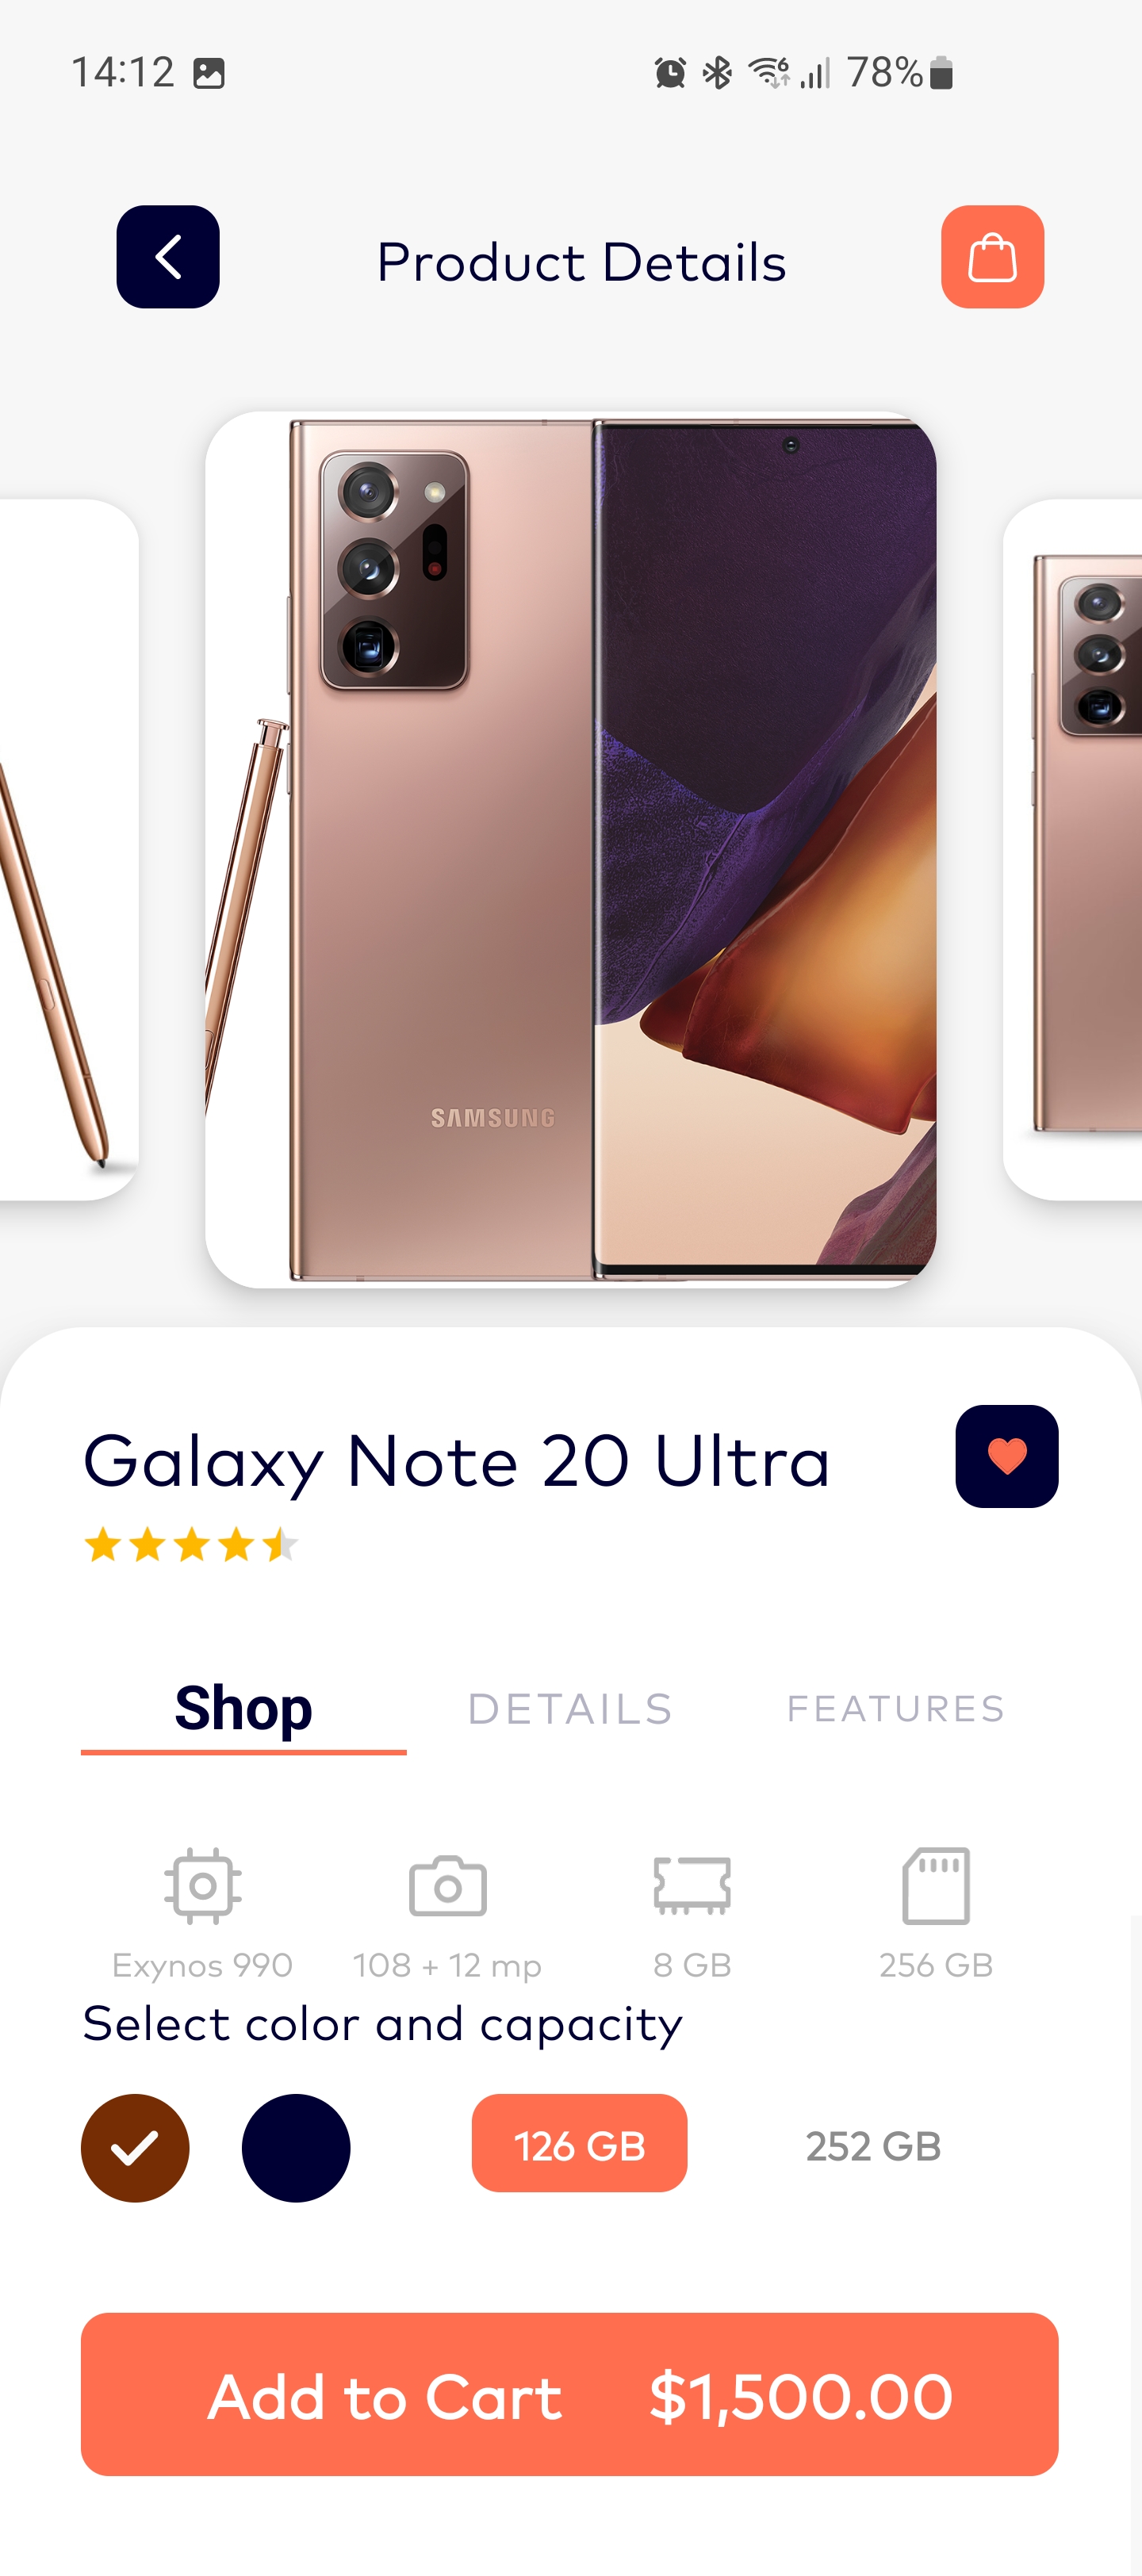 14:12 6 78%
Product Details
SAMSUNG
Galaxy Note 20 Ultra
Shop DETAILS FEATURES
Exynos 990 108 + 12 mp 8 GB 256 GB
Select color and capacity
126 GB 252 GB
Add to Cart $1,500.00